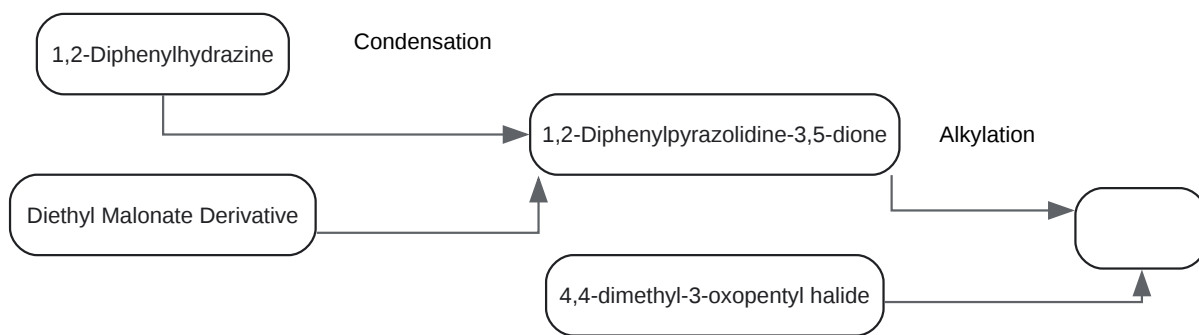 1,2-Diphenylhydrazine
Condensation
1,2-Diphenylpyrazolidine-3,5-dione
Alkylation
Diethyl Malonate Derivative
4,4-dimethyl-3-oxopentyl halide